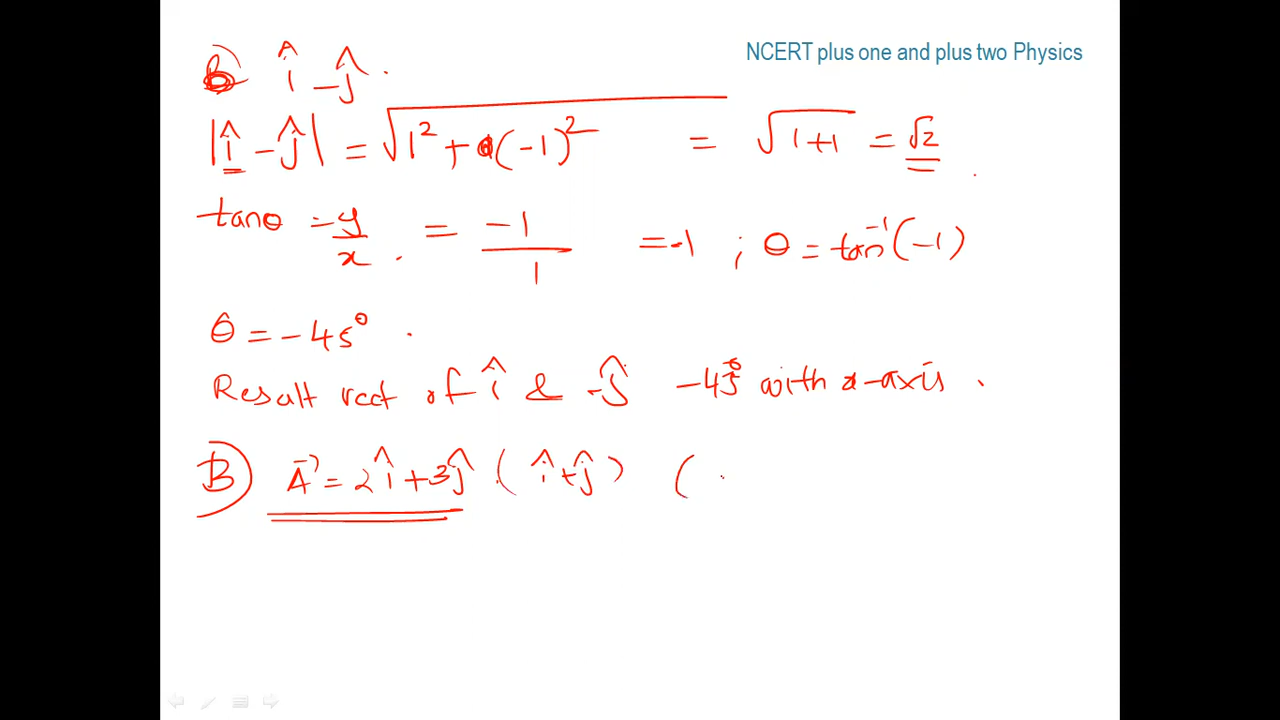 NCERT plus one and plus two Physics
î - ĵ.
|î - ĵ| = √1² + (-1)² = √1+1 = √2
tanθ = y/x = -1/1 = -1 ; θ = tan⁻¹(-1)
θ = -45°.
Result vect of î & -ĵ -45° with x-axis.
B) A⃗ = 2î + 3ĵ (î+ĵ) (